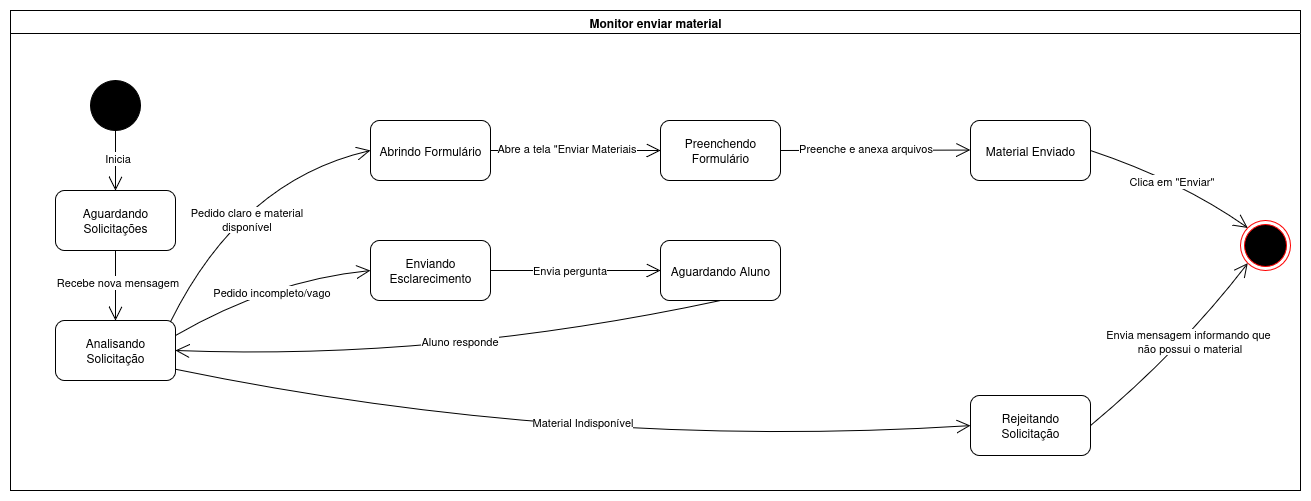 Monitor enviar material
Inicia
Aguardando
Solicitações
Recebe nova mensagem
Analisando
Solicitação
Pedido claro e material
disponível
Abrindo Formulário
Abre a tela "Enviar Materiais
Preenchendo
Formulário
Preenche e anexa arquivos
Material Enviado
Clica em "Enviar"
Pedido incompleto/vago
Enviando
Esclarecimento
Envia pergunta
Aguardando Aluno
Aluno responde
Material Indisponível
Rejeitando
Solicitação
Envia mensagem informando que
não possui o material